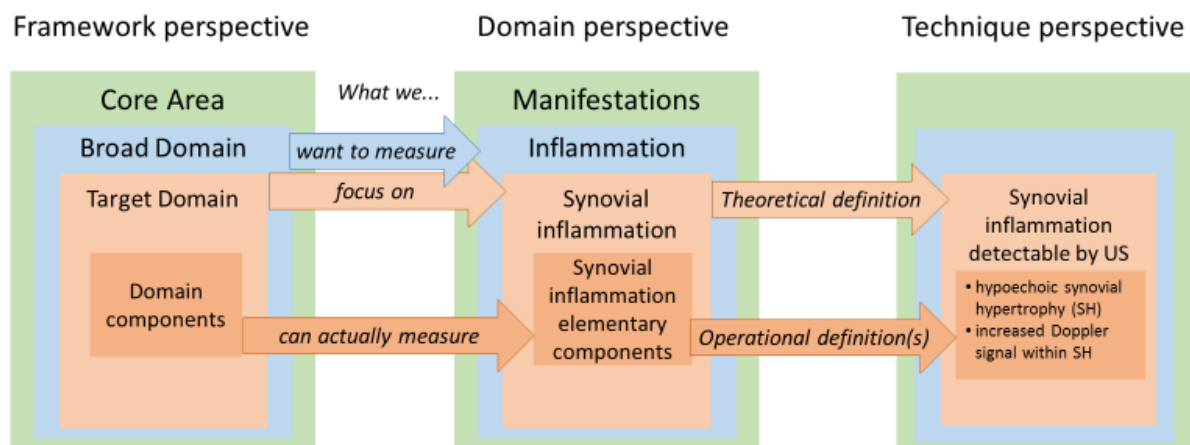 Framework perspective
Domain perspective
Technique perspective
Core Area
What we...
Manifestations
Broad Domain
want to measure
Inflammation
Target Domain
focus on
Synovial
inflammation
Theoretical definition
Synovial
inflammation
detectable by US
Domain
components
can actually measure
Synovial
inflammation
elementary
components
Operational definition(s)
• hypoechoic synovial
hypertrophy (SH)
• increased Doppler
signal within SH